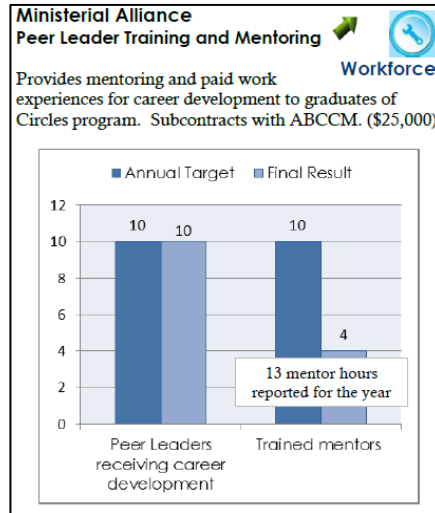 Ministerial Alliance
Peer Leader Training and Mentoring
Workforce
Provides mentoring and paid work
experiences for career development to graduates of
Circles program. Subcontracts with ABCCM. ($25,000)
Annual Target Final Result
12
10
8
6
4
2
0
10
10
10
4
13 mentor hours
reported for the year
Peer Leaders
receiving career
development
Trained mentors